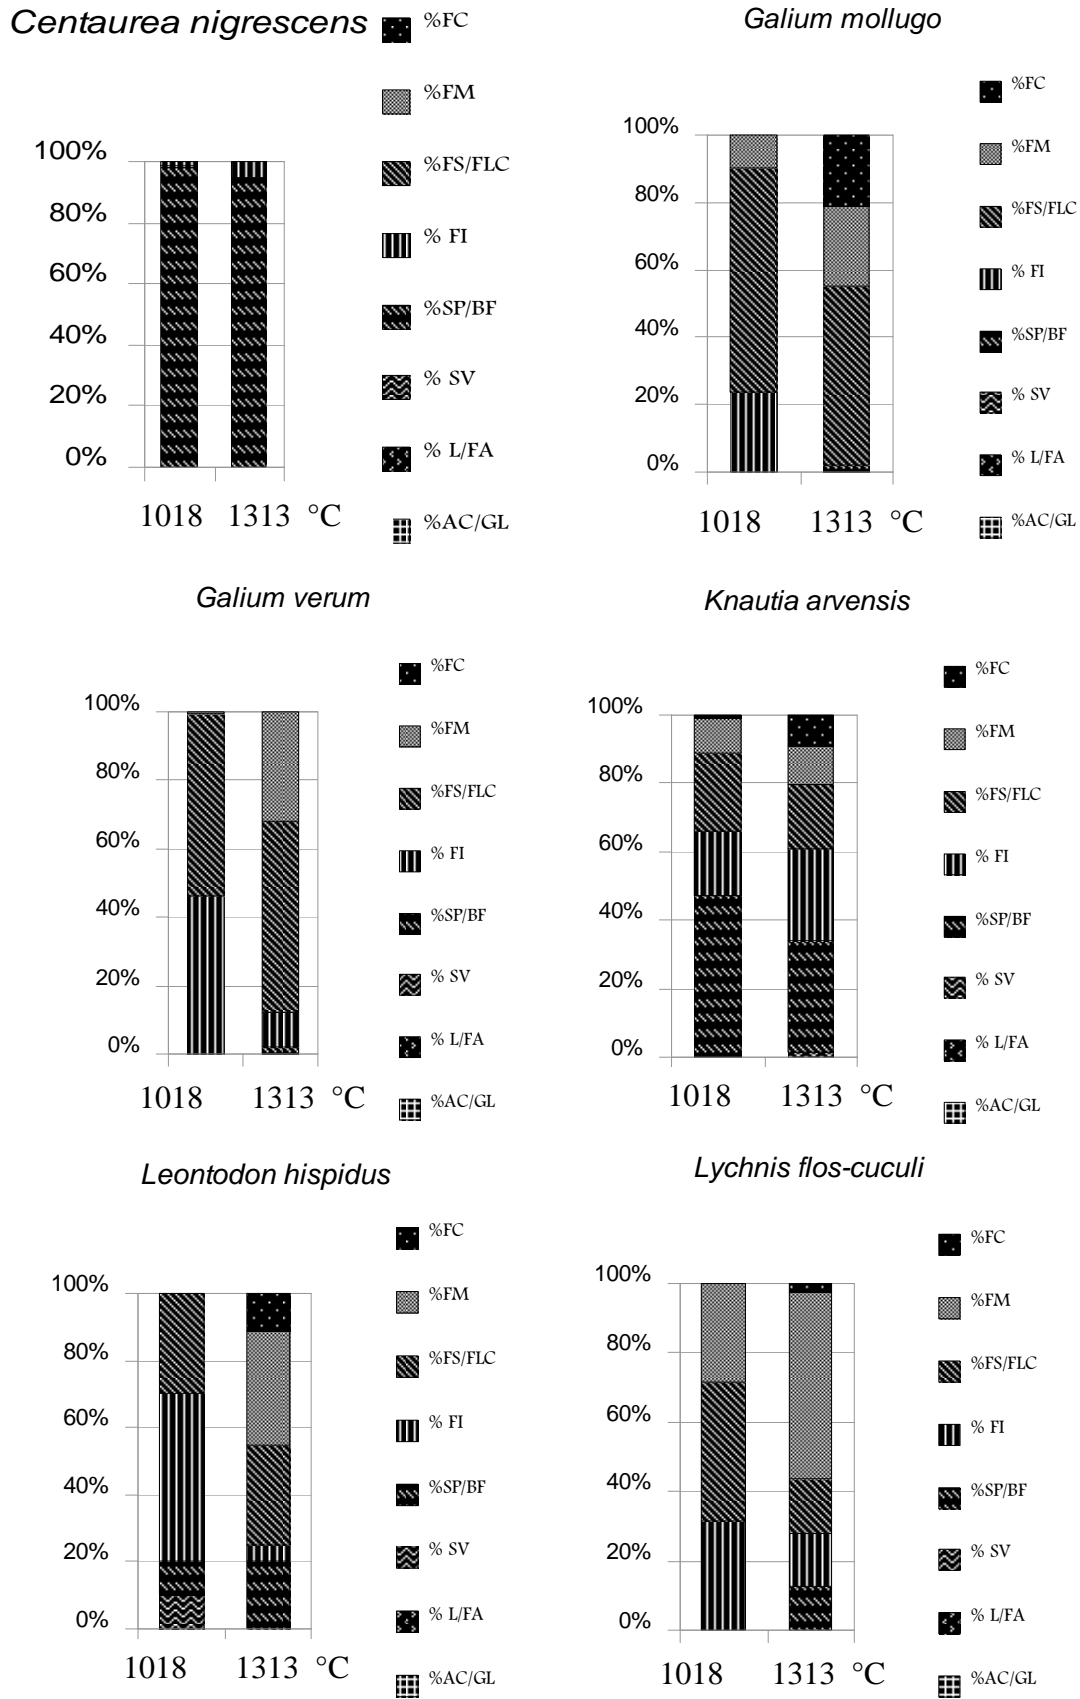 Centaurea nigrescens
%FC
%FM
%FS/FLC
% FI
%SP/BF
% SV
% L/FA
%AC/GL
100%
80%
60%
40%
20%
0%
1018 1313 °C
Galium mollugo
%FC
%FM
%FS/FLC
% FI
%SP/BF
% SV
% L/FA
%AC/GL
100%
80%
60%
40%
20%
0%
1018 1313 °C
Galium verum
%FC
%FM
%FS/FLC
% FI
%SP/BF
% SV
% L/FA
%AC/GL
100%
80%
60%
40%
20%
0%
1018 1313 °C
Knautia arvensis
%FC
%FM
%FS/FLC
% FI
%SP/BF
% SV
% L/FA
%AC/GL
100%
80%
60%
40%
20%
0%
1018 1313 °C
Leontodon hispidus
%FC
%FM
%FS/FLC
% FI
%SP/BF
% SV
% L/FA
%AC/GL
100%
80%
60%
40%
20%
0%
1018 1313 °C
Lychnis flos-cuculi
%FC
%FM
%FS/FLC
% FI
%SP/BF
% SV
% L/FA
%AC/GL
100%
80%
60%
40%
20%
0%
1018 1313 °C